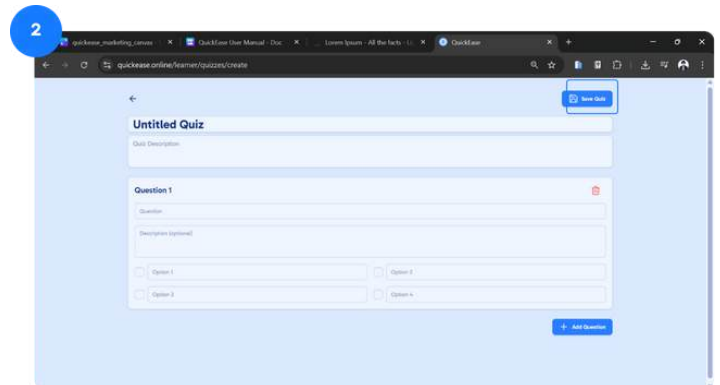 2
quickease_marketing_canvas
QuickEase User Manual - Doc
Lorem Ipsum - All the facts - Li
QuickEase
quickease.online/learner/quizzes/create
Save Quiz
Untitled Quiz
Quiz Description
Question 1
Question
Description (optional)
Option 1
Option 2
Option 3
Option 4
+ Add Question